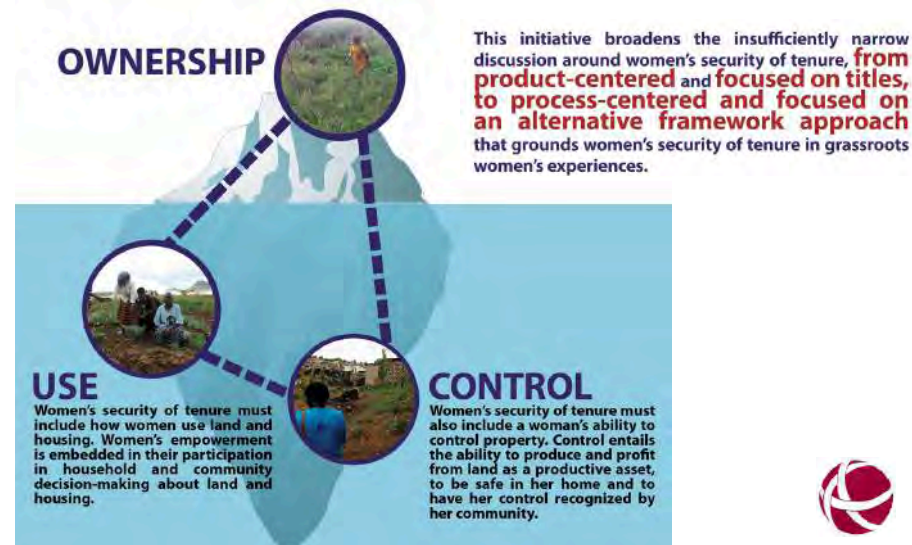 OWNERSHIP
This initiative broadens the insufficiently narrow
discussion around women's security of tenure, from
product-centered and focused on titles,
to process-centered and focused on
an alternative framework approach
that grounds women's security of tenure in grassroots
women's experiences.
USE
Women's security of tenure must
include how women use land and
housing. Women's empowerment
is embedded in their participation
in household and community
decision-making about land and
housing.
CONTROL
Women's security of tenure must
also include a woman's ability to
control property. Control entails
the ability to produce and profit
from land as a productive asset,
to be safe in her home and to
have her control recognized by
her community.